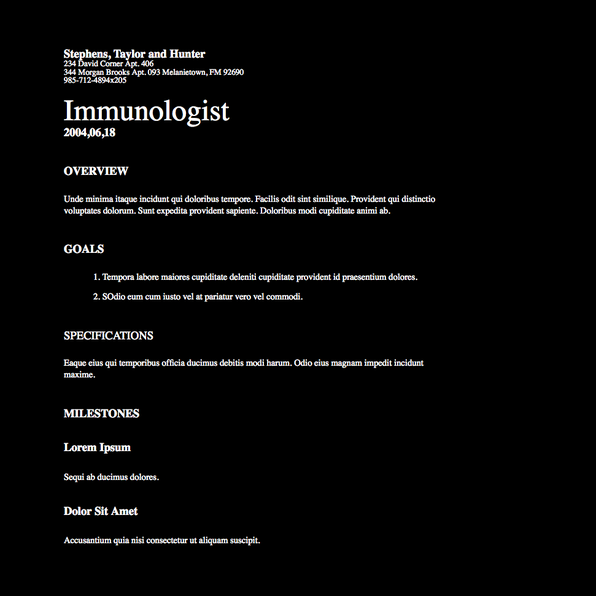 Stephens, Taylor and Hunter
234 David Corner Apt. 406
344 Morgan Brooks Apt. 093 Melanietown, FM 92690
985-712-4894x205
Immunologist
2004,06,18
OVERVIEW
Unde minima itaque incidunt qui doloribus tempore. Facilis odit sint similique. Provident qui distinctio
voluptates dolorum. Sunt expedita provident sapiente. Doloribus modi cupiditate animi ab.
GOALS
1. Tempora labore maiores cupiditate deleniti cupiditate provident id praesentium dolores.
2. SOdio eum cum iusto vel at pariatur vero vel commodi.
SPECIFICATIONS
Eaque eius qui temporibus officia ducimus debitis modi harum. Odio eius magnam impedit incidunt
maxime.
MILESTONES
Lorem Ipsum
Sequi ab ducimus dolores.
Dolor Sit Amet
Accusantium quia nisi consectetur ut aliquam suscipit.